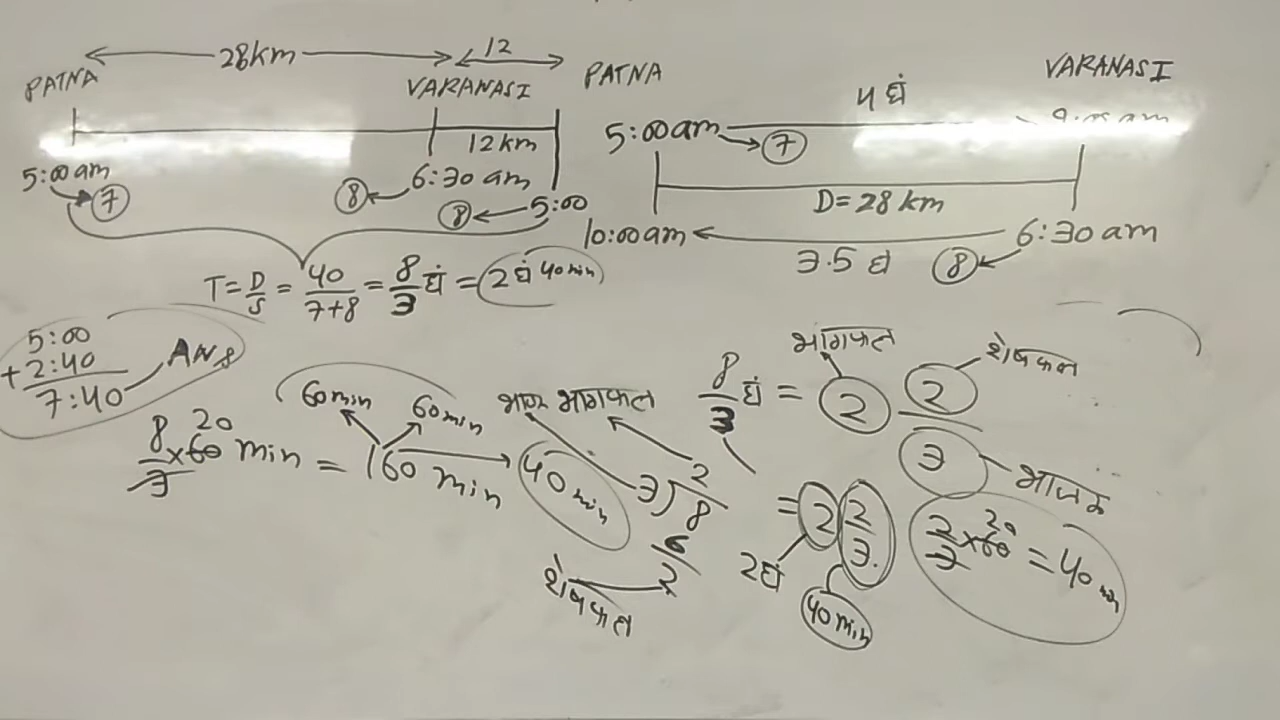 28km 12
PATNA VARANASI
12km
5:00am 6:30 am
7 8 8 5:00
T=D/S = 40/7+8 = 8/3 घं = 2घं 40min
PATNA VARANASI
4 घं
5:00am
7
D=28 km
10:00am 6:30 am
3.5 घं 8
5:00
+2:40
7:40 Ans
60min 60min
8/3 x 60 20 min = 160 min
40 min
भागफल
3) 8 2
6
2
शेषफल
8/3 घं = 2 2/3
भागफल शेषफल
भाजक
= 2 2/3
2घं
40min
2/3 x 60 20 = 40 min